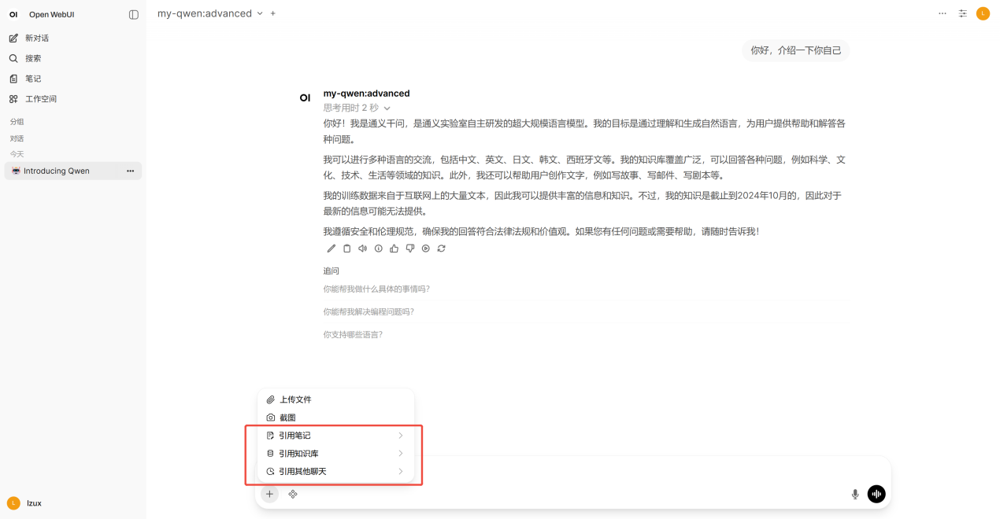 OI Open WebUI
新对话
搜索
笔记
工作空间
分组
对话
今天
Introducing Qwen
L lzux
my-qwen:advanced
L
你好，介绍一下你自己
OI my-qwen:advanced
思考用时 2 秒
你好！我是通义千问，是通义实验室自主研发的超大规模语言模型。我的目标是通过理解和生成自然语言，为用户提供帮助和解答各
种问题。
我可以进行多种语言的交流，包括中文、英文、日文、韩文、西班牙文等。我的知识库覆盖广泛，可以回答各种问题，例如科学、文
化、技术、生活等领域的知识。此外，我还可以帮助用户创作文字，例如写故事、写邮件、写剧本等。
我的训练数据来自于互联网上的大量文本，因此我可以提供丰富的信息和知识。不过，我的知识是截止到2024年10月的，因此对于
最新的信息可能无法提供。
我遵循安全和伦理规范，确保我的回答符合法律法规和价值观。如果您有任何问题或需要帮助，请随时告诉我！
追问
你能帮我做什么具体的事情吗？
你能帮我解决编程问题吗？
你支持哪些语言？
上传文件
截图
引用笔记
引用知识库
引用其他聊天